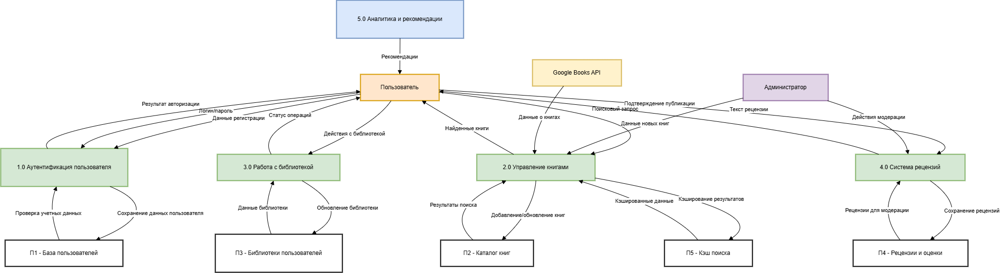 5.0 Аналитика и рекомендации
Рекомендации
Google Books API
Пользователь
Администратор
Результат авторизации
Логин/пароль
Данные регистрации
Статус операций
Действия с библиотекой
Найденные книги
Данные о книгах
Подтверждение публикации
Поисковый запрос
Данные новых книг
Текст рецензии
Действия модерации
1.0 Аутентификация пользователя
3.0 Работа с библиотекой
2.0 Управление книгами
4.0 Система рецензий
Проверка учетных данных
Сохранение данных пользователя
Данные библиотеки
Обновление библиотеки
Результаты поиска
Добавление/обновление книг
Кэшированные данные
Кэширование результатов
Рецензии для модерации
Сохранение рецензий
П1 - База пользователей
П3 - Библиотеки пользователей
П2 - Каталог книг
П5 - Кэш поиска
П4 - Рецензии и оценки